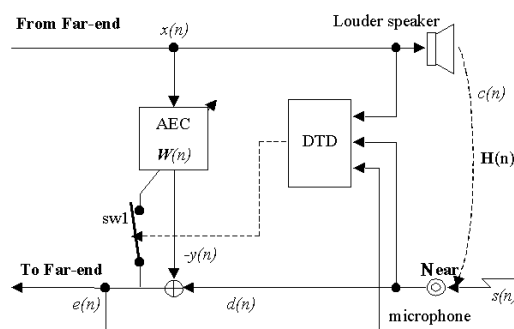 From Far-end
x(n)
Louder speaker
c(n)
AEC
W(n)
DTD
H(n)
sw1
-y(n)
To Far-end
Near
e(n)
d(n)
s(n)
microphone